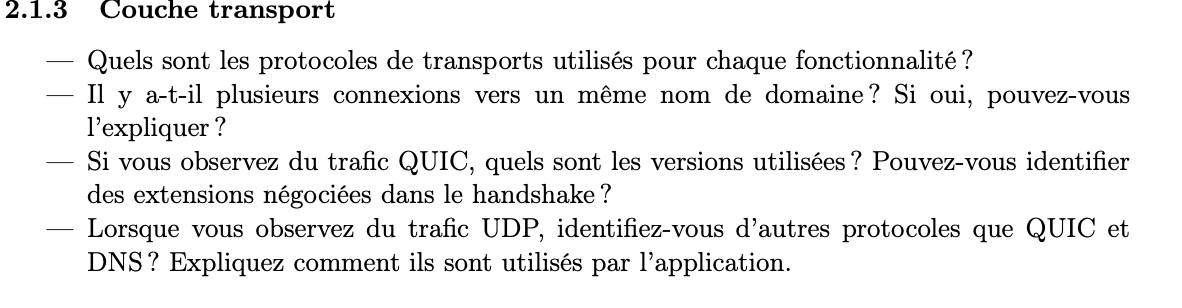 2.1.3 Couche transport
— Quels sont les protocoles de transports utilisés pour chaque fonctionnalité ?
— Il y a-t-il plusieurs connexions vers un même nom de domaine ? Si oui, pouvez-vous
l'expliquer ?
— Si vous observez du trafic QUIC, quels sont les versions utilisées ? Pouvez-vous identifier
des extensions négociées dans le handshake ?
— Lorsque vous observez du trafic UDP, identifiez-vous d'autres protocoles que QUIC et
DNS ? Expliquez comment ils sont utilisés par l'application.